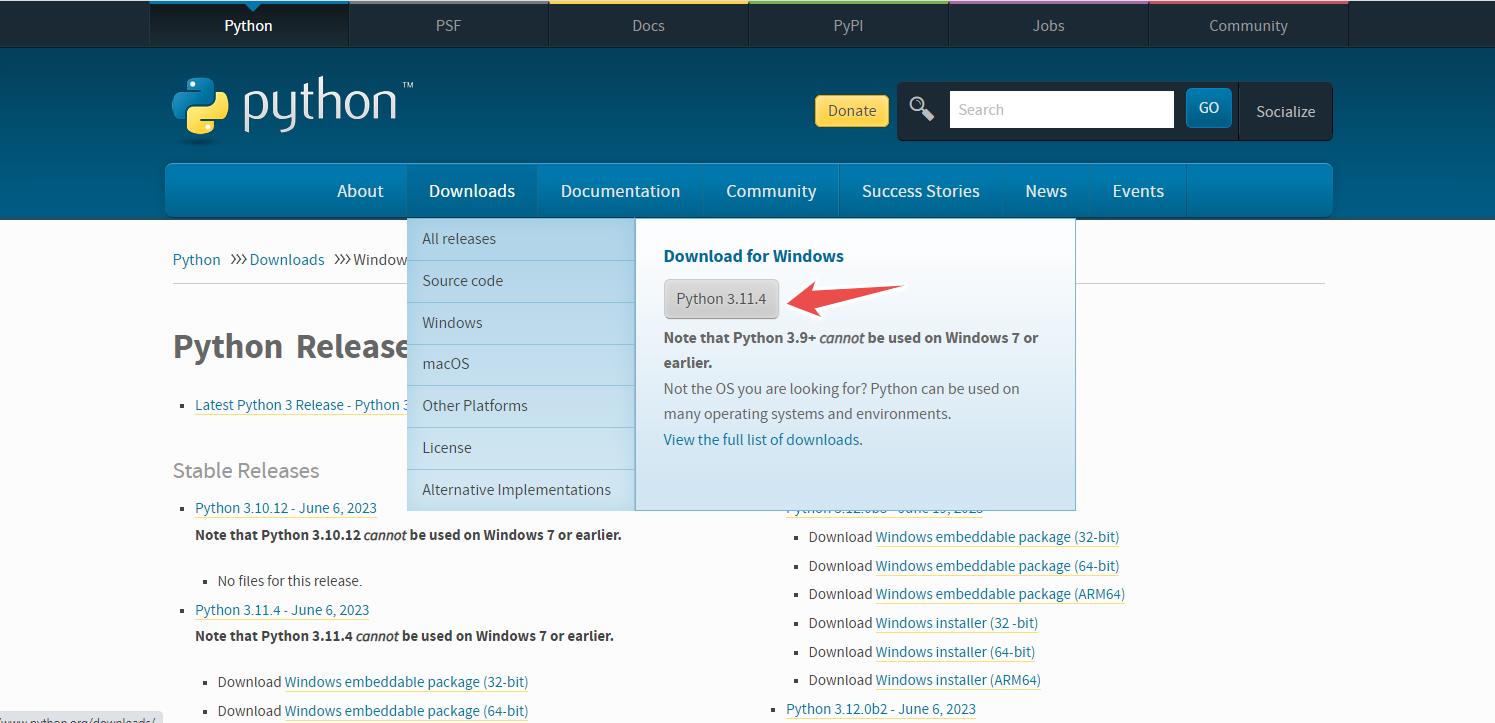 Python
PSF
Docs
PyPI
Jobs
Community
python™
Donate
Search
GO
Socialize
About
Downloads
Documentation
Community
Success Stories
News
Events
All releases
Source code
Windows
macOS
Other Platforms
License
Alternative Implementations
Download for Windows
Python 3.11.4
Note that Python 3.9+ cannot be used on Windows 7 or
earlier.
Not the OS you are looking for? Python can be used on
many operating systems and environments.
View the full list of downloads.
Python >>> Downloads >>> Window
Python Release
Latest Python 3 Release - Python 3
Stable Releases
Python 3.10.12 - June 6, 2023
Note that Python 3.10.12 cannot be used on Windows 7 or earlier.
No files for this release.
Python 3.11.4 - June 6, 2023
Note that Python 3.11.4 cannot be used on Windows 7 or earlier.
Download Windows embeddable package (32-bit)
Download Windows embeddable package (64-bit)
Download Windows embeddable package (32-bit)
Download Windows embeddable package (64-bit)
Download Windows embeddable package (ARM64)
Download Windows installer (32 -bit)
Download Windows installer (64-bit)
Download Windows installer (ARM64)
Python 3.12.0b2 - June 6, 2023